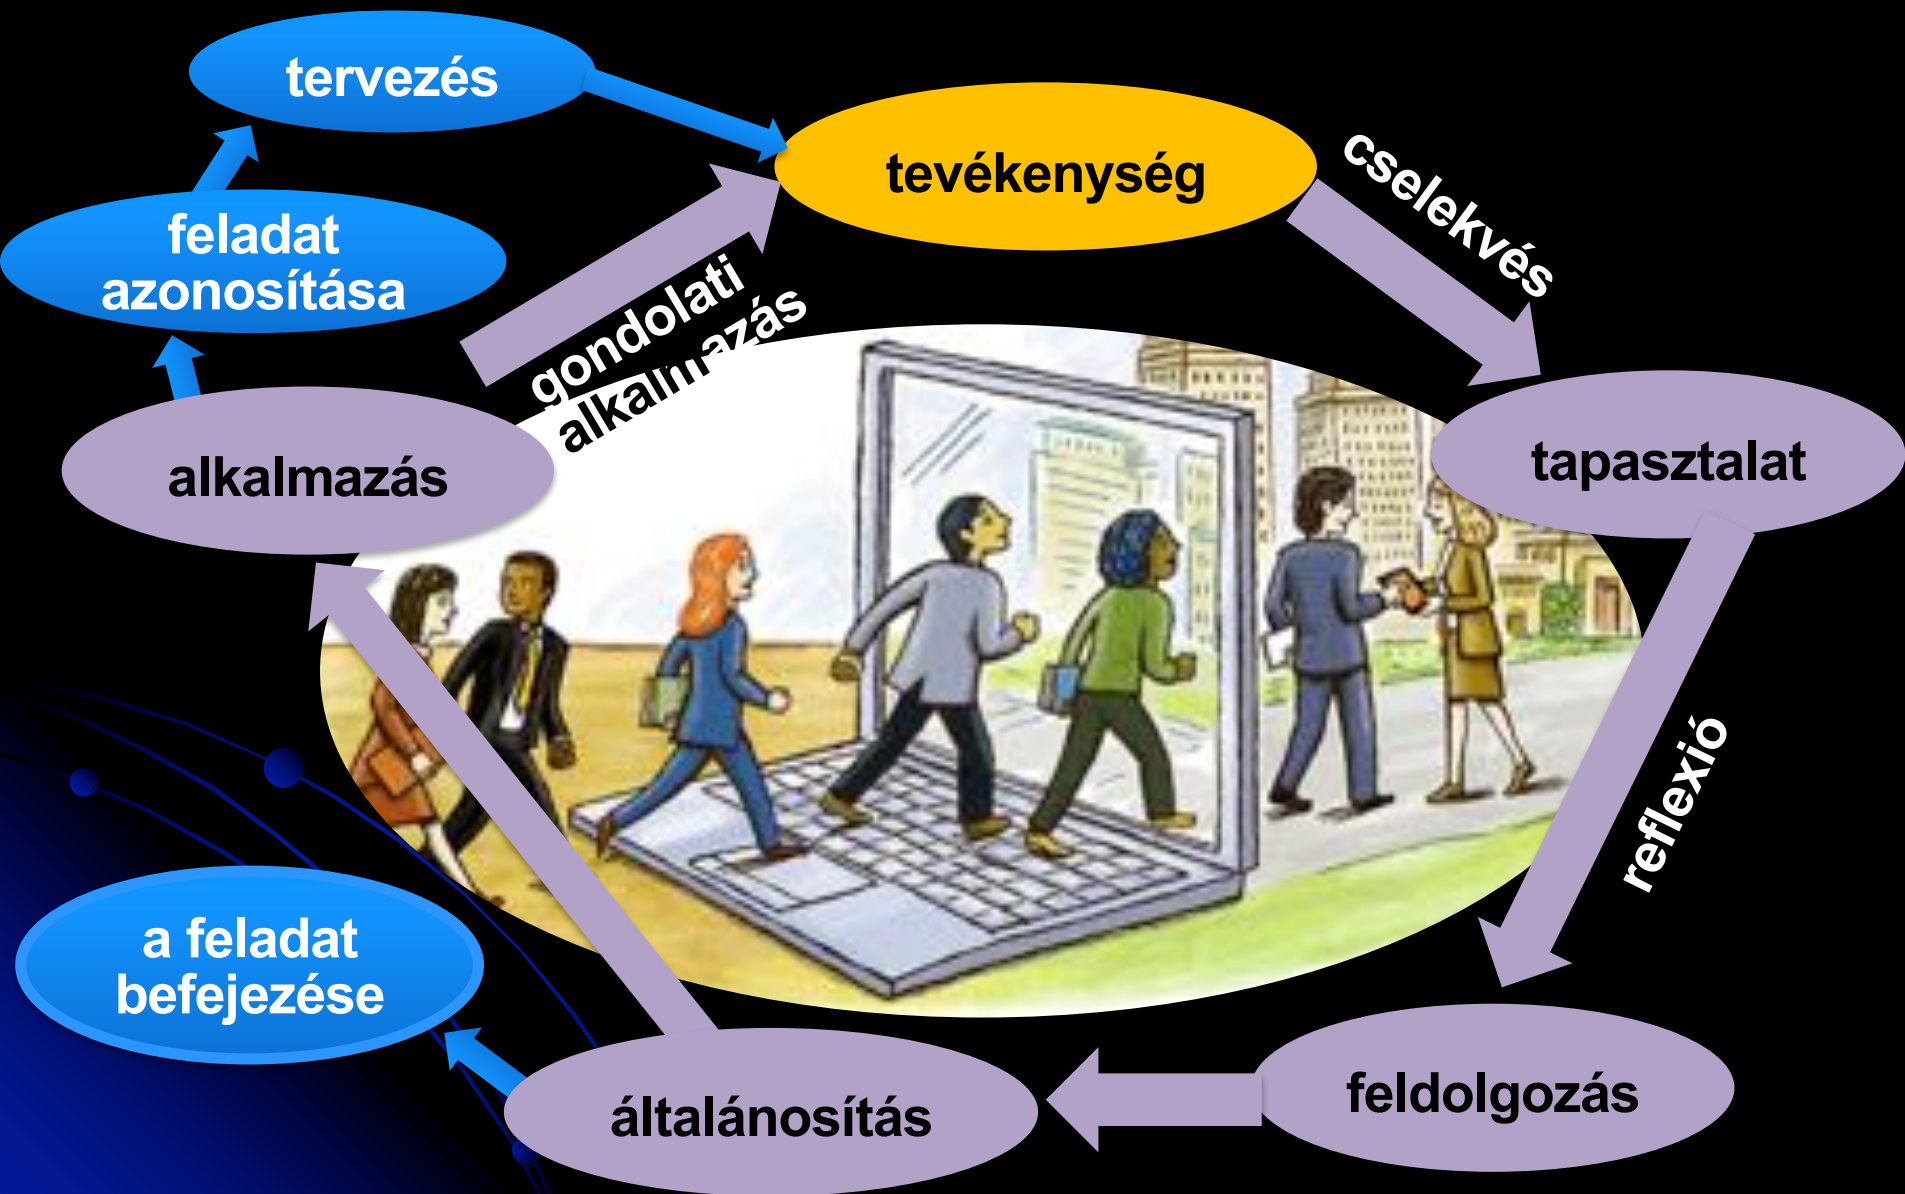 tervezés
tevékenység
cselekvés
feladat
azonosítása
gondolati
alkalmazás
alkalmazás
tapasztalat
reflexió
a feladat
befejezése
általánosítás
feldolgozás